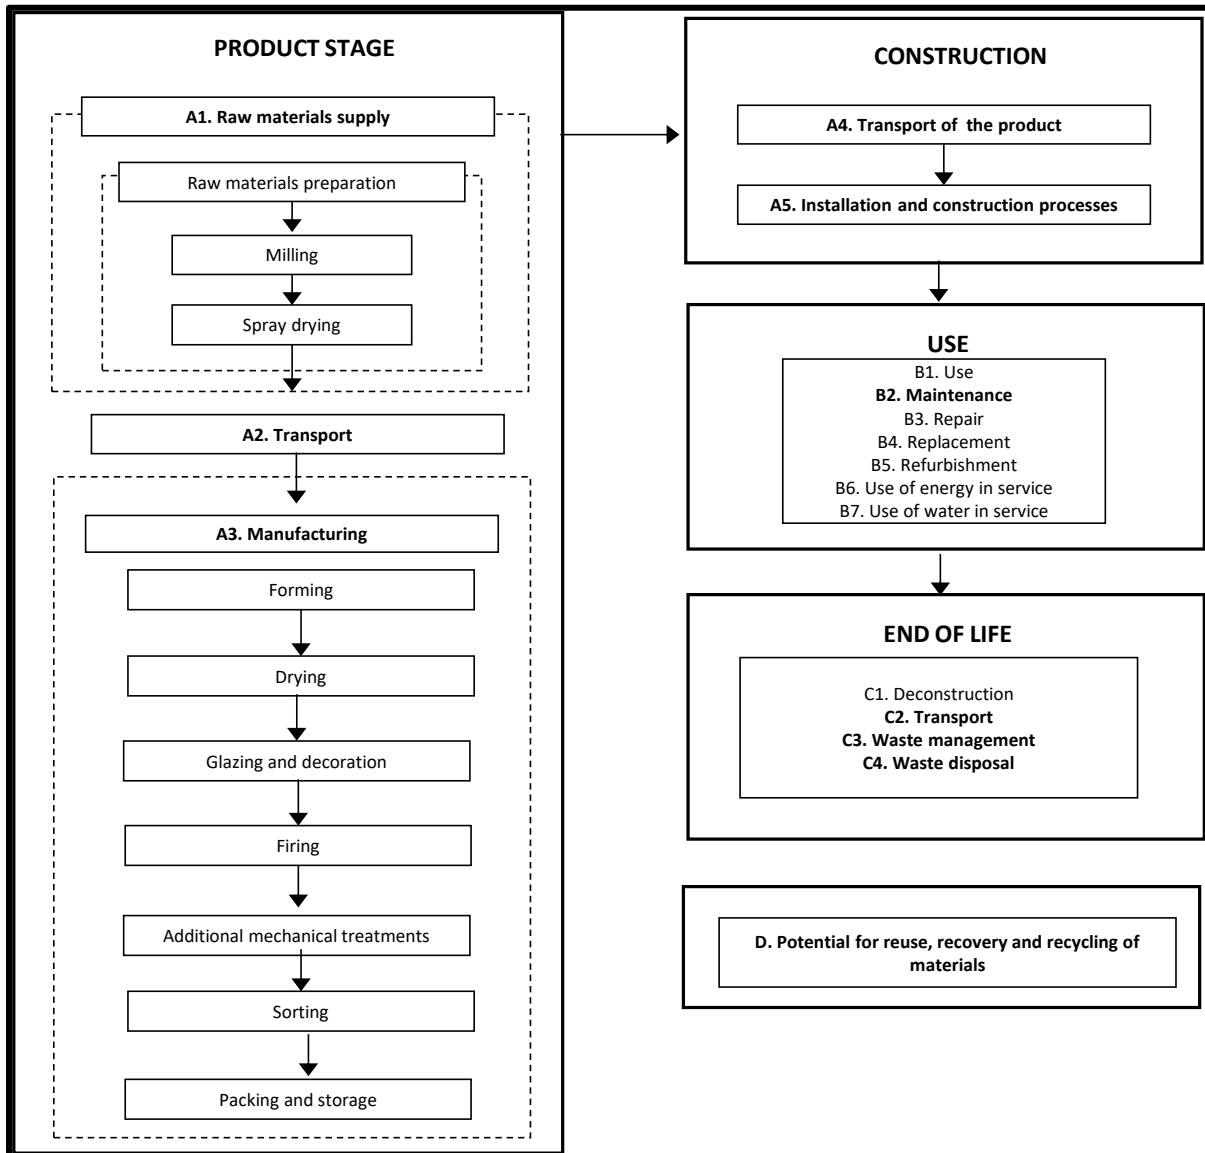 PRODUCT STAGE
A1. Raw materials supply
Raw materials preparation
Milling
Spray drying
A2. Transport
A3. Manufacturing
Forming
Drying
Glazing and decoration
Firing
Additional mechanical treatments
Sorting
Packing and storage
CONSTRUCTION
A4. Transport of the product
A5. Installation and construction processes
USE
B1. Use
B2. Maintenance
B3. Repair
B4. Replacement
B5. Refurbishment
B6. Use of energy in service
B7. Use of water in service
END OF LIFE
C1. Deconstruction
C2. Transport
C3. Waste management
C4. Waste disposal
D. Potential for reuse, recovery and recycling of
materials